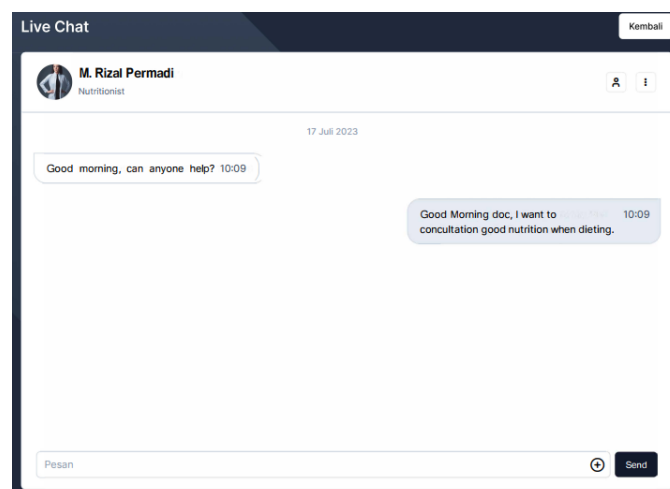 Live Chat
Kembali
M. Rizal Permadi
Nutritionist
17 Juli 2023
Good morning, can anyone help? 10:09
Good Morning doc, I want to 10:09
concultation good nutrition when dieting.
Pesan
Send